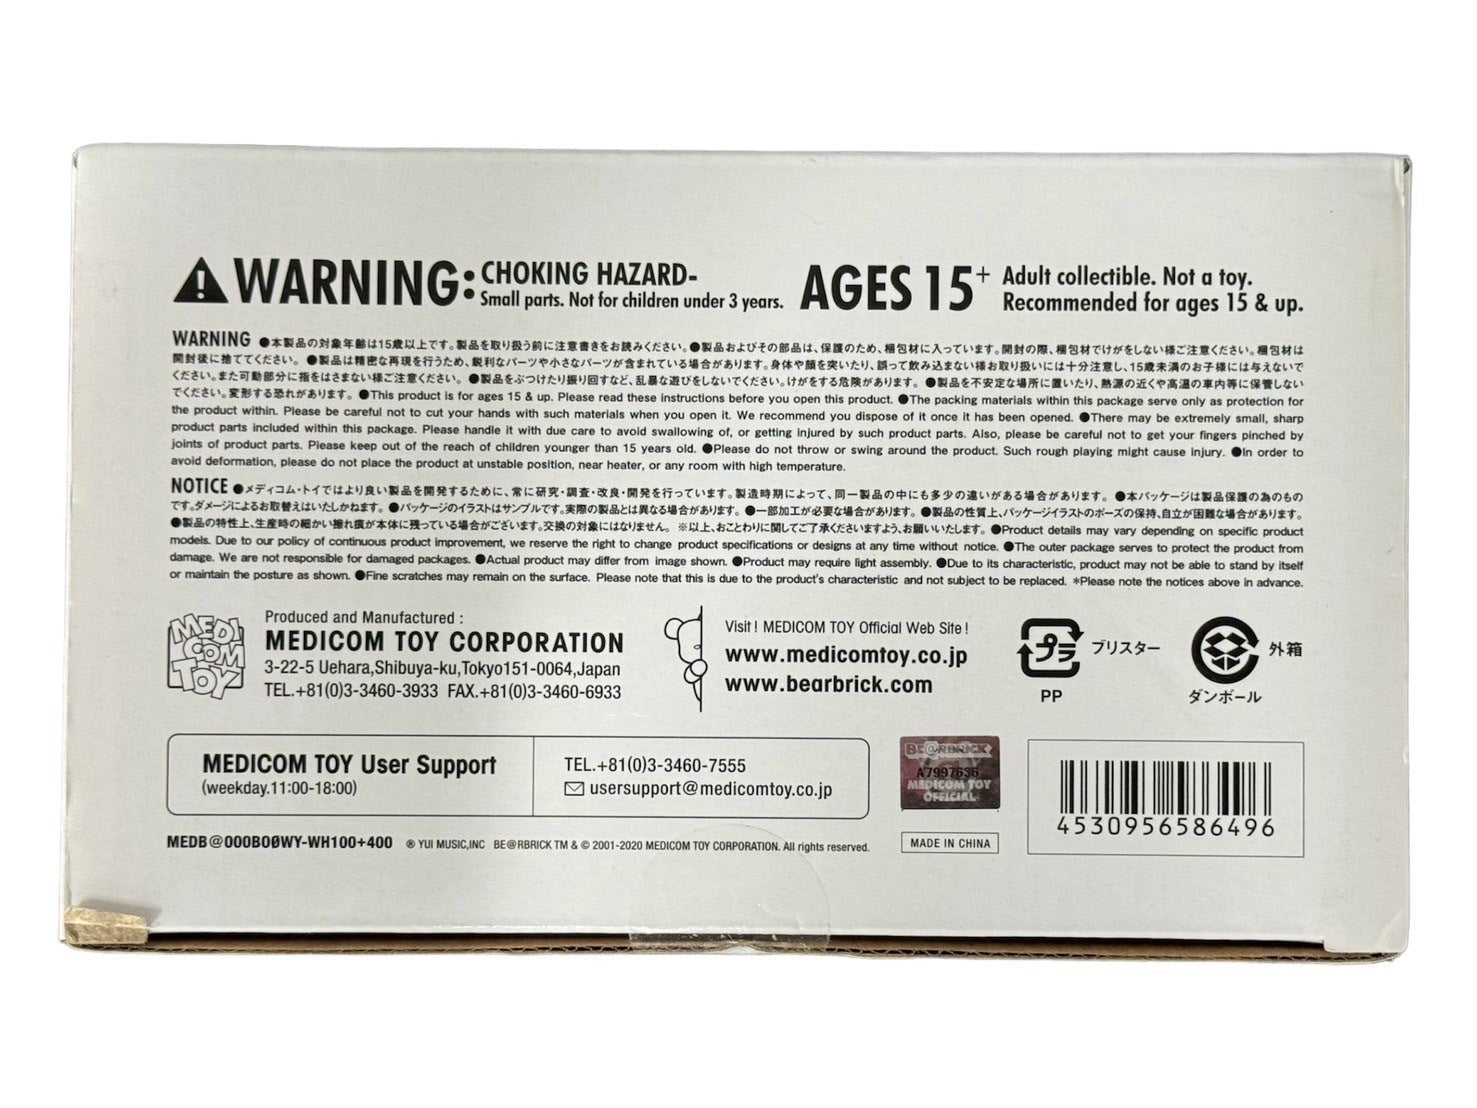 WARNING: CHOKING HAZARD-
Small parts. Not for children under 3 years.
AGES 15+ Adult collectible. Not a toy.
Recommended for ages 15 & up.
WARNING ●本製品の対象年齢は15歳以上です。製品を取り扱う前に注意書きをお読みください。●製品およびその部品は、保護のため、梱包材に入っています。開封の際、梱包材でけがをしない様ご注意ください。梱包材は
開封後に捨ててください。 ●製品は精密な再現を行うため、鋭利なパーツや小さなパーツが含まれている場合があります。身体や顔を突いたり、誤って飲み込まない様お取り扱いには十分注意し、15歳未満のお子様には与えないで
ください。また可動部分に指をはさまない様ご注意ください。 ●製品をぶつけたり振り回すなど、乱暴な遊びをしないでください。けがをする危険があります。 ●製品を不安定な場所に置いたり、熱源の近くや高温の車内等に保管しない
でください。変形する恐れがあります。 ●This product is for ages 15 & up. Please read these instructions before you open this product. ●The packing materials within this package serve only as protection for
the product within. Please be careful not to cut your hands with such materials when you open it. We recommend you dispose of it once it has been opened. ●There may be extremely small, sharp
product parts included within this package. Please handle it with due care to avoid swallowing of, or getting injured by such product parts. Also, please be careful not to get your fingers pinched by
joints of product parts. Please keep out of the reach of children younger than 15 years old. ●Please do not throw or swing around the product. Such rough playing might cause injury. ●In order to
avoid deformation, please do not place the product at unstable position, near heater, or any room with high temperature.
NOTICE ●メディコム・トイではより良い製品を開発するために、常に研究・調査・改良・開発を行っています。製造時期によって、同一製品の中にも多少の違いがある場合があります。 ●本パッケージは製品保護の為のもの
です。ダメージによるお取替えはいたしかねます。 ●パッケージのイラストはサンプルです。実際の製品とは異なる場合があります。 ●一部加工が必要な場合があります。 ●製品の性質上、パッケージイラストのポーズの保持、自立が困難な場合があります。
●製品の特性上、生産時の細かい擦れ痕が本体に残っている場合がございます。交換の対象にはなりません。 ※以上、おことわりに関してご了承くださいますよう、お願いいたします。 ●Product details may vary depending on specific product
models. Due to our policy of continuous product improvement, we reserve the right to change product specifications or designs at any time without notice. ●The outer package serves to protect the product from
damage. We are not responsible for damaged packages. ●Actual product may differ from image shown. ●Product may require light assembly. ●Due to its characteristic, product may not be able to stand by itself
or maintain the posture as shown. ●Fine scratches may remain on the surface. Please note that this is due to the product's characteristic and not subject to be replaced. *Please note the notices above in advance.
MEDI
COM
TOY
Produced and Manufactured :
MEDICOM TOY CORPORATION
3-22-5 Uehara,Shibuya-ku,Tokyo151-0064,Japan
TEL.+81(0)3-3460-3933 FAX.+81(0)3-3460-6933
Visit ! MEDICOM TOY Official Web Site !
www.medicomtoy.co.jp
www.bearbrick.com
プラ ブリスター
PP
外箱
ダンボール
MEDICOM TOY User Support
(weekday.11:00-18:00)
TEL.+81(0)3-3460-7555
usersupport@medicomtoy.co.jp
BE@RBRICK
A7997636
MEDICOM TOY
OFFICIAL
MADE IN CHINA
4530956586496
MEDB@000B00WY-WH100+400 ® YUI MUSIC,INC BE@RBRICK TM & © 2001-2020 MEDICOM TOY CORPORATION. All rights reserved.